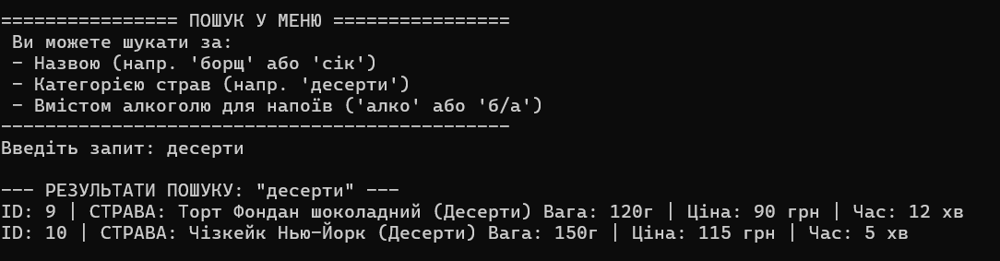 ================ ПОШУК У МЕНЮ ================
Ви можете шукати за:
- Назвою (напр. 'борщ' або 'сік')
- Категорією страв (напр. 'десерти')
- Вмістом алкоголю для напоїв ('алко' або 'б/а')
----------------------------------------------
Введіть запит: десерти

--- РЕЗУЛЬТАТИ ПОШУКУ: "десерти" ---
ID: 9 | СТРАВА: Торт Фондан шоколадний (Десерти) Вага: 120г | Ціна: 90 грн | Час: 12 хв
ID: 10 | СТРАВА: Чізкейк Нью-Йорк (Десерти) Вага: 150г | Ціна: 115 грн | Час: 5 хв